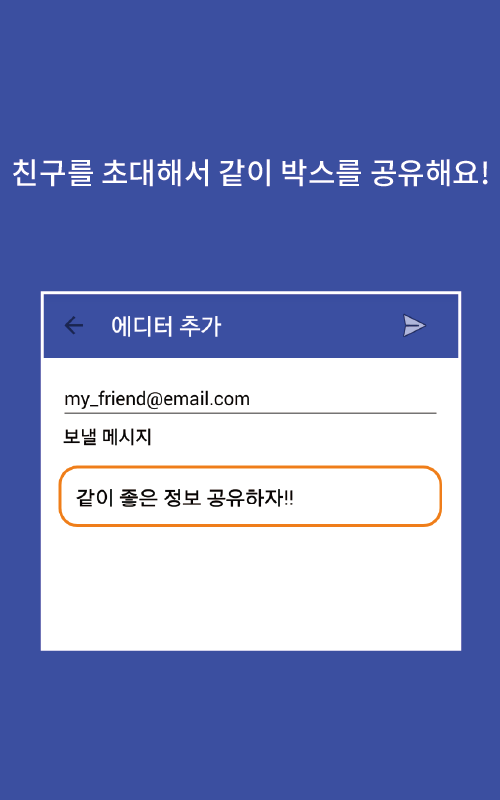 친구를 초대해서 같이 박스를 공유해요!
에디터 추가
my_friend@email.com
보낼 메시지
같이 좋은 정보 공유하자!!